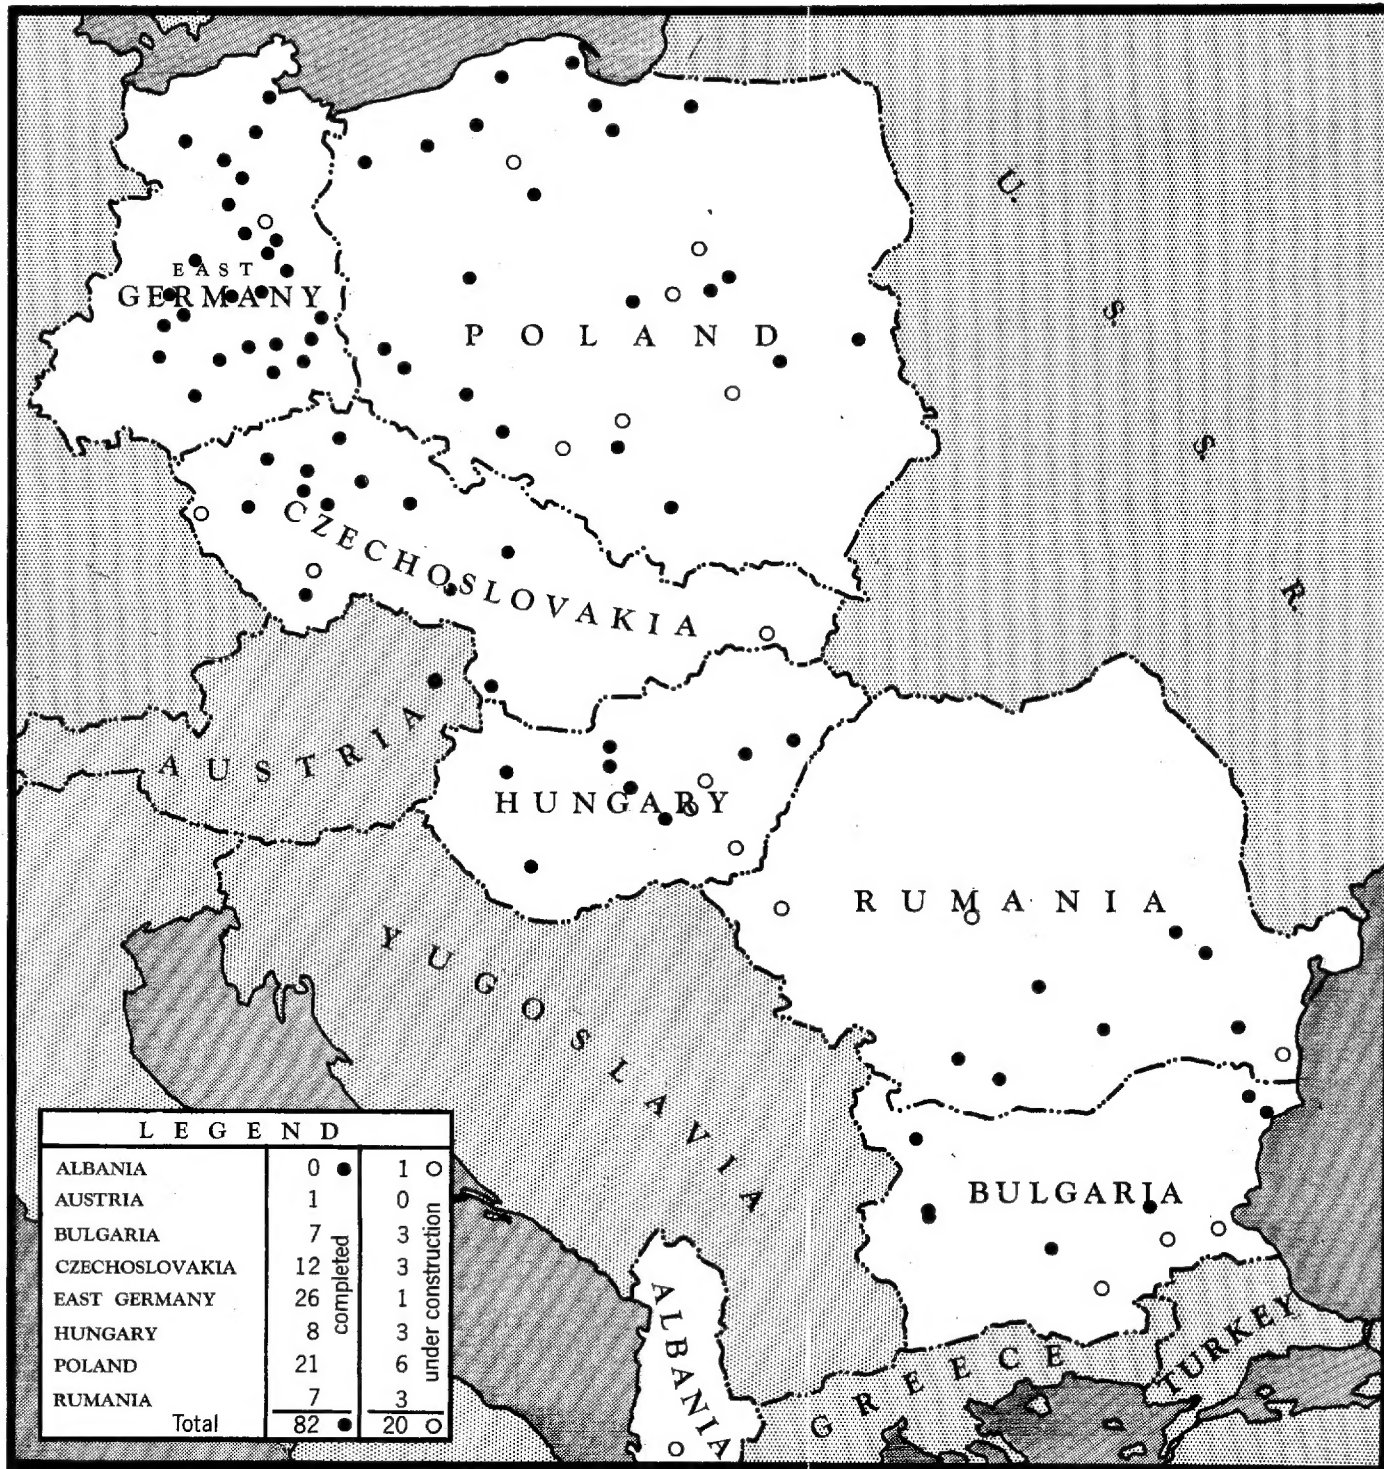 U. S. S. R.
EAST
GERMANY
POLAND
CZECHOSLOVAKIA
AUSTRIA
HUNGARY
RUMANIA
YUGOSLAVIA
BULGARIA
ALBANIA
GREECE
TURKEY
LEGEND
ALBANIA 0 1
AUSTRIA 1 0
BULGARIA 7 3
CZECHOSLOVAKIA 12 3
EAST GERMANY 26 1
HUNGARY 8 3
POLAND 21 6
RUMANIA 7 3
Total 82 20
completed
under construction